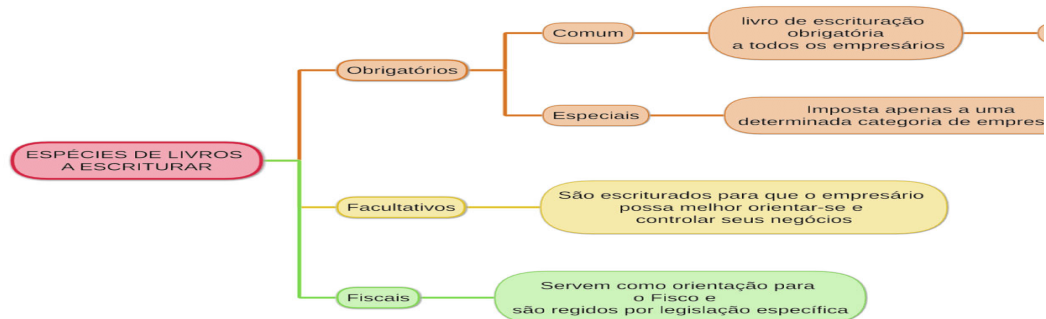 ESPÉCIES DE LIVROS
A ESCRITURAR
Obrigatórios
Comum
livro de escrituração
obrigatória
a todos os empresários
Especiais
Imposta apenas a uma
determinada categoria de
Facultativos
São escriturados para que o empresário
possa melhor orientar-se e
controlar seus negócios
Fiscais
Servem como orientação para
o Fisco e
são regidos por legislação específica